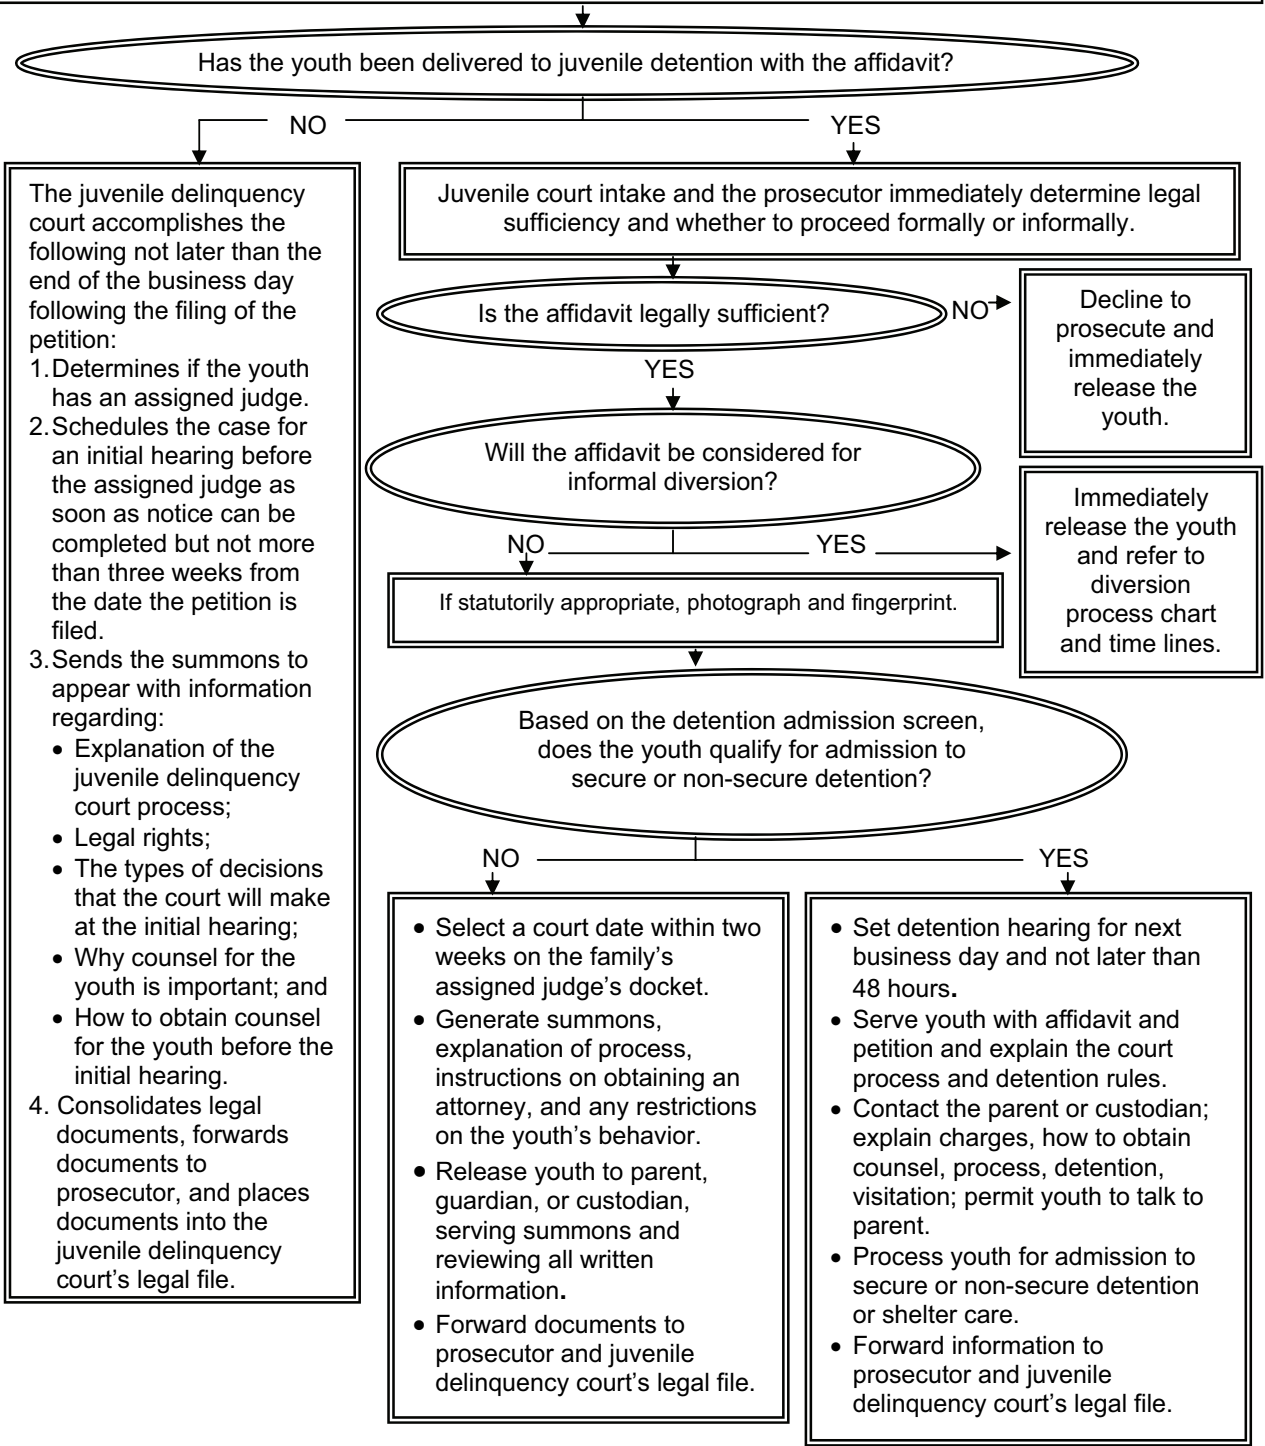 Has the youth been delivered to juvenile detention with the affidavit?
NO
YES
The juvenile delinquency
court accomplishes the
following not later than the
end of the business day
following the filing of the
petition:
1.Determines if the youth
has an assigned judge.
2.Schedules the case for
an initial hearing before
the assigned judge as
soon as notice can be
completed but not more
than three weeks from
the date the petition is
filed.
3.Sends the summons to
appear with information
regarding:
• Explanation of the
juvenile delinquency
court process;
• Legal rights;
• The types of decisions
that the court will make
at the initial hearing;
• Why counsel for the
youth is important; and
• How to obtain counsel
for the youth before the
initial hearing.
4. Consolidates legal
documents, forwards
documents to
prosecutor, and places
documents into the
juvenile delinquency
court's legal file.
Juvenile court intake and the prosecutor immediately determine legal
sufficiency and whether to proceed formally or informally.
Is the affidavit legally sufficient?
NO
Decline to
prosecute and
immediately
release the
youth.
YES
Will the affidavit be considered for
informal diversion?
NO
YES
Immediately
release the youth
and refer to
diversion
process chart
and time lines.
If statutorily appropriate, photograph and fingerprint.
Based on the detention admission screen,
does the youth qualify for admission to
secure or non-secure detention?
NO
YES
• Select a court date within two
weeks on the family's
assigned judge's docket.
• Generate summons,
explanation of process,
instructions on obtaining an
attorney, and any restrictions
on the youth's behavior.
• Release youth to parent,
guardian, or custodian,
serving summons and
reviewing all written
information.
• Forward documents to
prosecutor and juvenile
delinquency court's legal file.
• Set detention hearing for next
business day and not later than
48 hours.
• Serve youth with affidavit and
petition and explain the court
process and detention rules.
• Contact the parent or custodian;
explain charges, how to obtain
counsel, process, detention,
visitation; permit youth to talk to
parent.
• Process youth for admission to
secure or non-secure detention
or shelter care.
• Forward information to
prosecutor and juvenile
delinquency court's legal file.